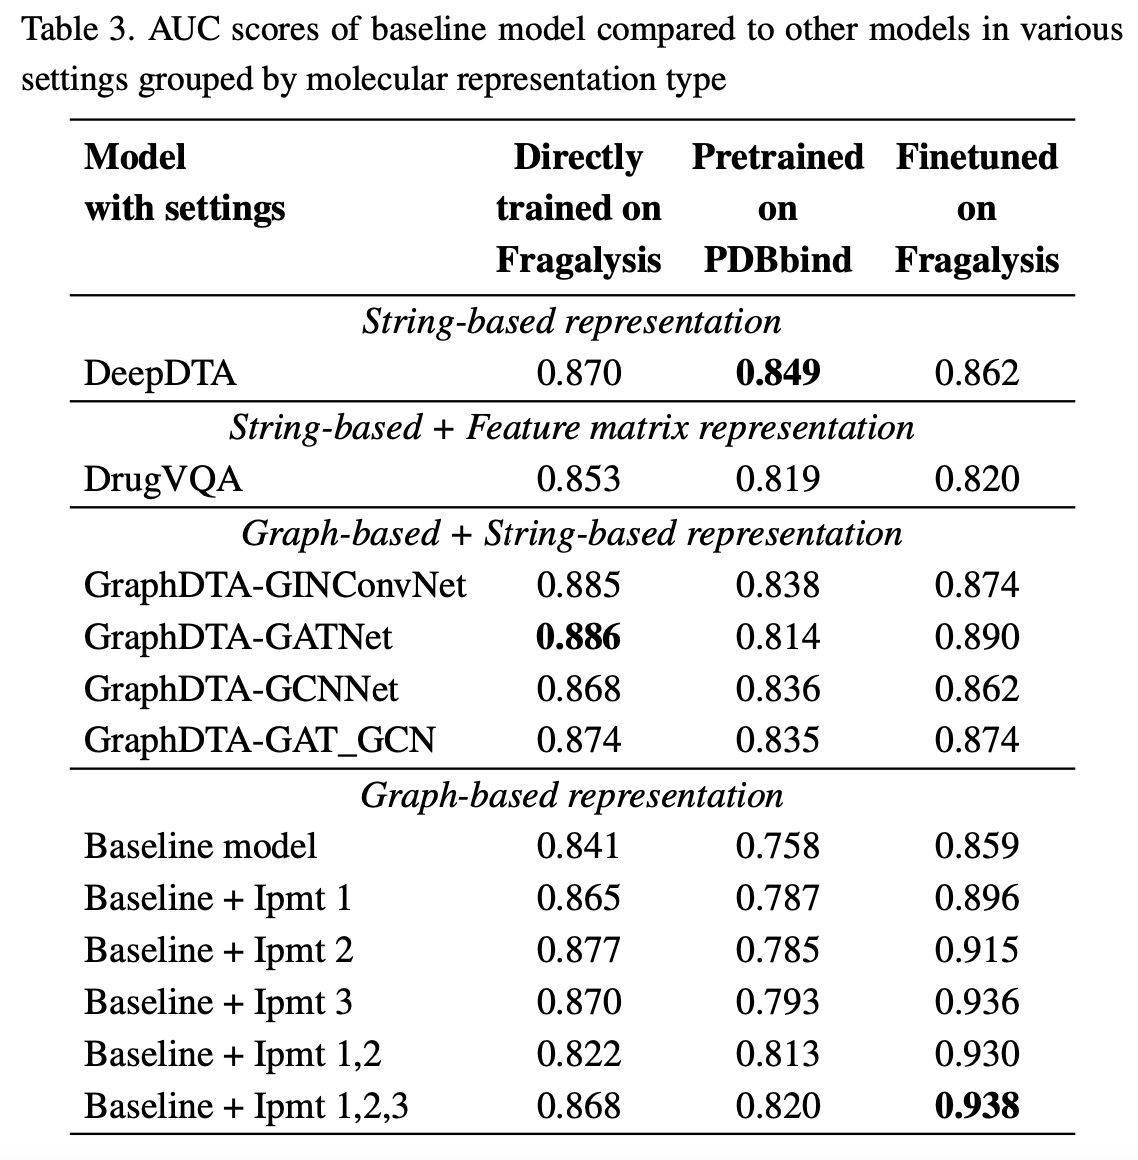 Table 3. AUC scores of baseline model compared to other models in various
settings grouped by molecular representation type
Model Directly Pretrained Finetuned
with settings trained on on on
Fragalysis PDBbind Fragalysis
String-based representation
DeepDTA 0.870 0.849 0.862
String-based + Feature matrix representation
DrugVQA 0.853 0.819 0.820
Graph-based + String-based representation
GraphDTA-GINConvNet 0.885 0.838 0.874
GraphDTA-GATNet 0.886 0.814 0.890
GraphDTA-GCNNet 0.868 0.836 0.862
GraphDTA-GAT_GCN 0.874 0.835 0.874
Graph-based representation
Baseline model 0.841 0.758 0.859
Baseline + Ipmt 1 0.865 0.787 0.896
Baseline + Ipmt 2 0.877 0.785 0.915
Baseline + Ipmt 3 0.870 0.793 0.936
Baseline + Ipmt 1,2 0.822 0.813 0.930
Baseline + Ipmt 1,2,3 0.868 0.820 0.938